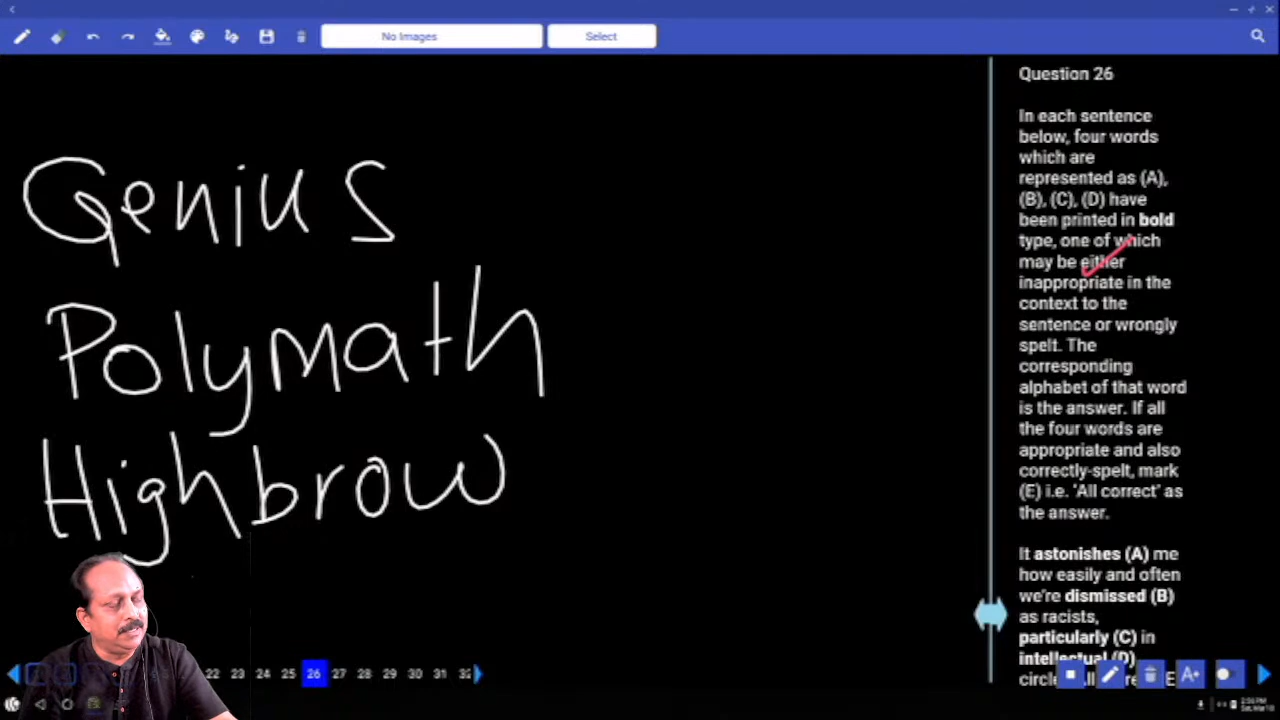 No Images
Select
Genius
Polymath
Highbrow
Question 26
In each sentence
below, four words
which are
represented as (A),
(B), (C), (D) have
been printed in bold
type, one of which
may be either
inappropriate in the
context to the
sentence or wrongly
spelt. The
corresponding
alphabet of that word
is the answer. If all
the four words are
appropriate and also
correctly-spelt, mark
(E) i.e. 'All correct' as
the answer.
It astonishes (A) me
how easily and often
we're dismissed (B)
as racists,
particularly (C) in
intellectual (D)
22 23 24 25 26 27 28 29 30 31
A+